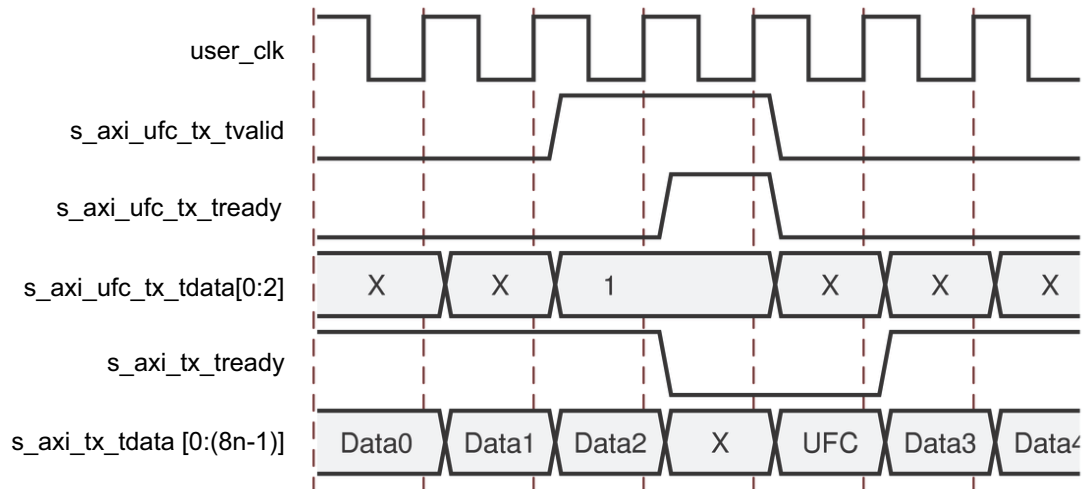 user_clk
s_axi_ufc_tx_tvalid
s_axi_ufc_tx_tready
s_axi_ufc_tx_tdata[0:2] X X 1 X X X
s_axi_tx_tready
s_axi_tx_tdata [0:(8n-1)] Data0 Data1 Data2 X UFC Data3 Data4